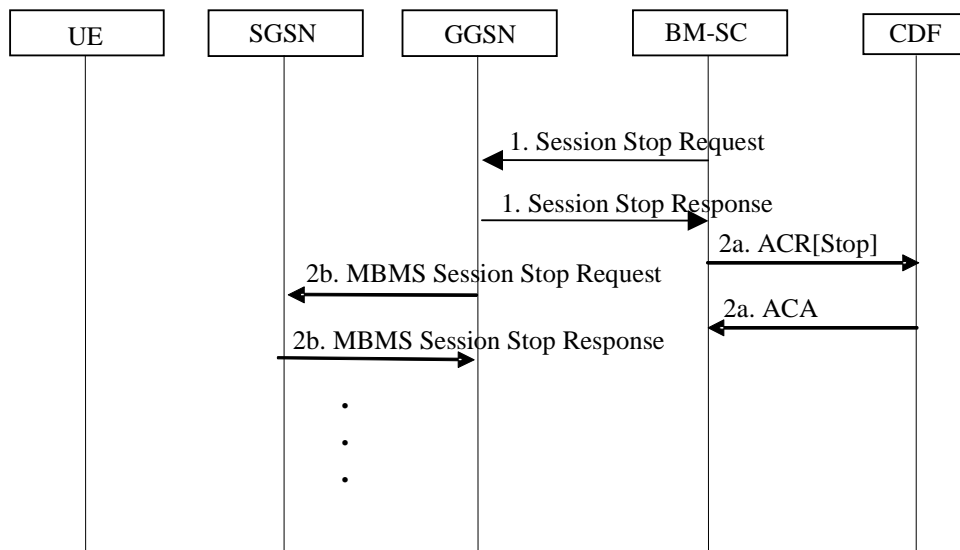 UE
SGSN
GGSN
BM-SC
CDF
1. Session Stop Request
1. Session Stop Response
2a. ACR[Stop]
2b. MBMS Session Stop Request
2a. ACA
2b. MBMS Session Stop Response